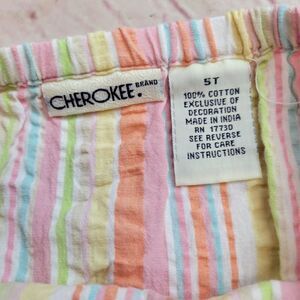 CHEROKEE. BRAND
5T
100% COTTON
EXCLUSIVE OF
DECORATION
MADE IN INDIA
RN 17730
SEE REVERSE
FOR CARE
INSTRUCTIONS